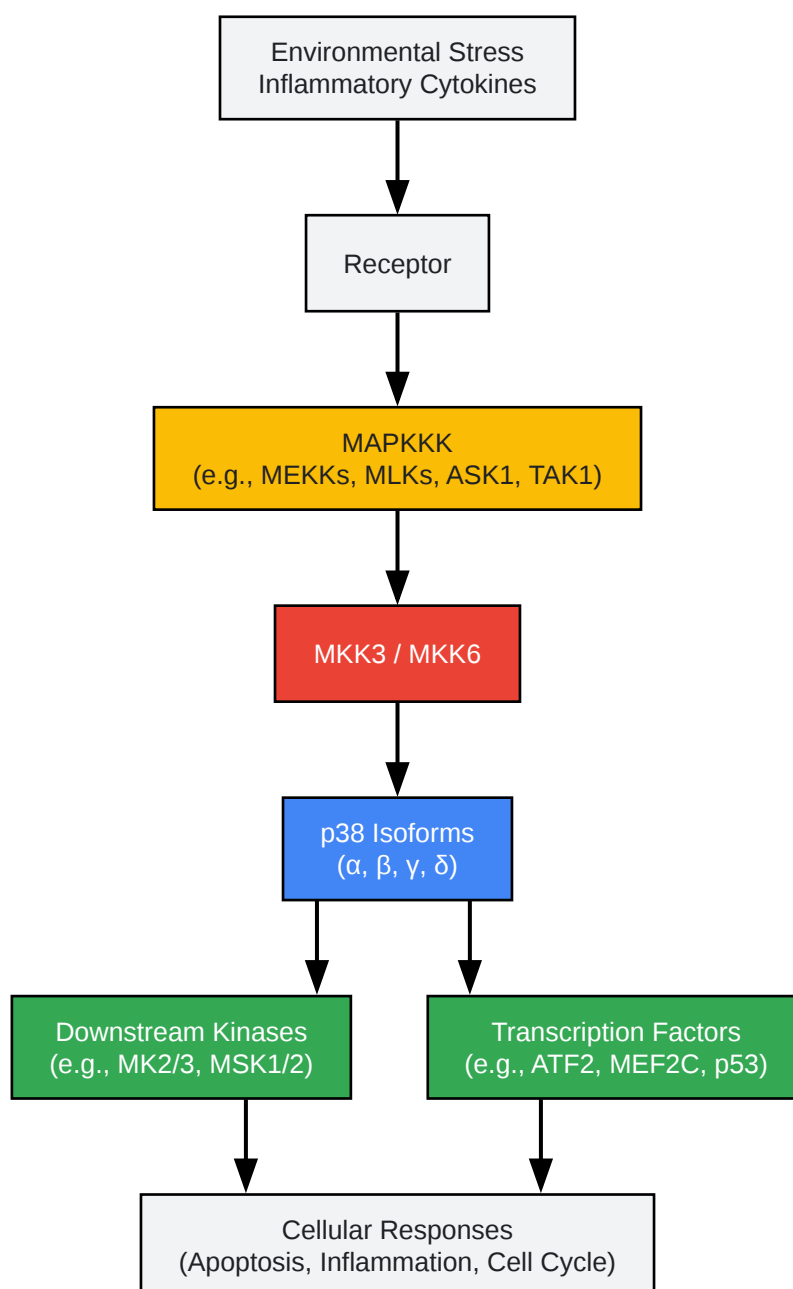 Environmental Stress
Inflammatory Cytokines
Receptor
MAPKKK
(e.g., MEKKs, MLKs, ASK1, TAK1)
MKK3 / MKK6
p38 Isoforms
(α, β, γ, δ)
Downstream Kinases
(e.g., MK2/3, MSK1/2)
Transcription Factors
(e.g., ATF2, MEF2C, p53)
Cellular Responses
(Apoptosis, Inflammation, Cell Cycle)